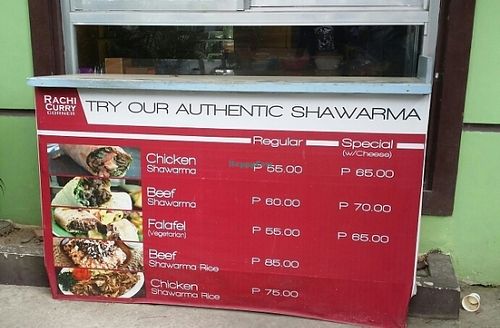 RACHI
CURRY
CORNER
TRY OUR AUTHENTIC SHAWARMA
Regular Special
(w/Cheese)
Chicken
Shawarma
P 55.00 P 65.00
Beef
Shawarma
P 60.00 P 70.00
Falafel
(Vegetarian)
P 55.00 P 65.00
Beef
Shawarma Rice
P 85.00
Chicken
Shawarma Rice
P 75.00